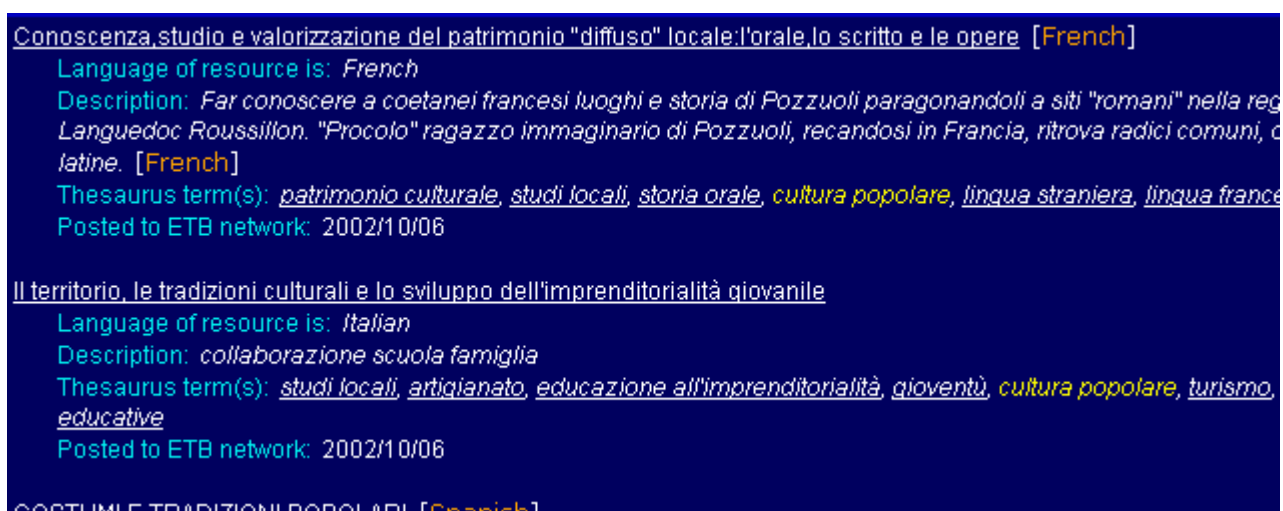 Conoscenza,studio e valorizzazione del patrimonio "diffuso" locale:l'orale,lo scritto e le opere [French]
Language of resource is: French
Description: Far conoscere a coetanei francesi luoghi e storia di Pozzuoli paragonandoli a siti "romani" nella
Languedoc Roussillon. "Procolo" ragazzo immaginario di Pozzuoli, recandosi in Francia, ritrova radici comuni,
latine. [French]
Thesaurus term(s): patrimonio culturale, studi locali, storia orale, cultura popolare, lingua straniera, lingua
Posted to ETB network: 2002/10/06
Il territorio, le tradizioni culturali e lo sviluppo dell'imprenditorialità giovanile
Language of resource is: Italian
Description: collaborazione scuola famiglia
Thesaurus term(s): studi locali, artigianato, educazione all'imprenditorialità, gioventù, cultura popolare, turismo,
educative
Posted to ETB network: 2002/10/06
COSTUMI E TRADIZIONI POPOLARI [Spanish]